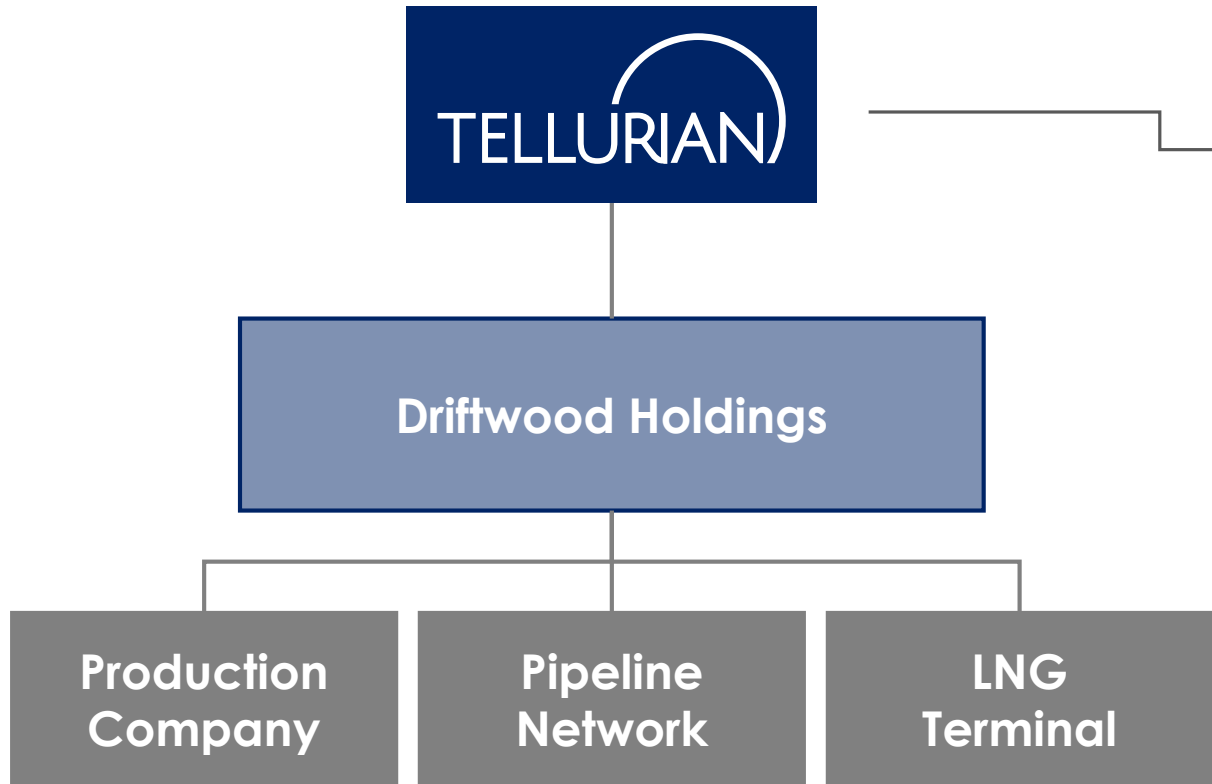 TELLURIAN
Driftwood Holdings
Production
Company
Pipeline
Network
LNG
Terminal